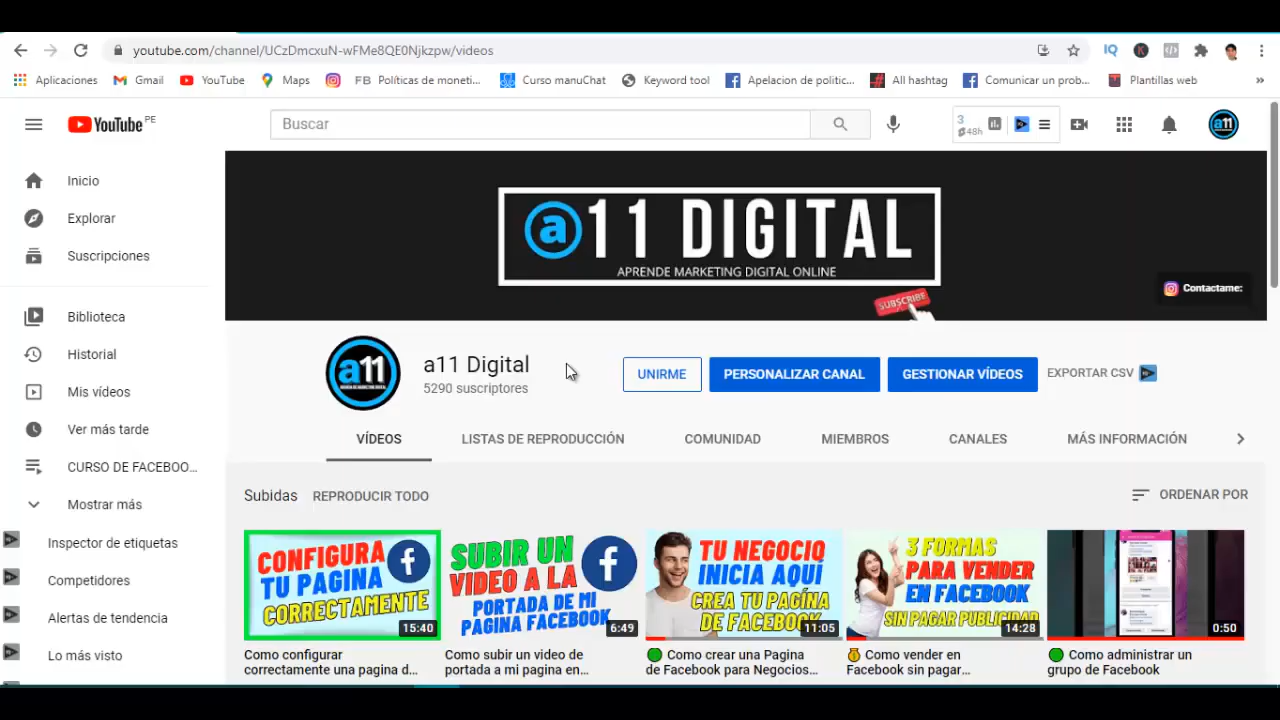 youtube.com/channel/UCzDmcxuN-wFMe8QE0Njkzpw/videos
IQ
Aplicaciones
Gmail
YouTube
Maps
FB Políticas de moneti...
Curso manuChat
Keyword tool
Apelacion de politic...
All hashtag
Comunicar un prob...
Plantillas web
»
YouTube PE
Buscar
3
48h
a11
Inicio
Explorar
Suscripciones
Biblioteca
Historial
Mis vídeos
Ver más tarde
CURSO DE FACEBOO...
Mostrar más
Inspector de etiquetas
Competidores
Alertas de tendencia
Lo más visto
a11 DIGITAL
APRENDE MARKETING DIGITAL ONLINE
SUBSCRIBE
Contactame:
a11
a11 Digital
5290 suscriptores
UNIRME
PERSONALIZAR CANAL
GESTIONAR VÍDEOS
EXPORTAR CSV
VÍDEOS
LISTAS DE REPRODUCCIÓN
COMUNIDAD
MIEMBROS
CANALES
MÁS INFORMACIÓN
Subidas
REPRODUCIR TODO
ORDENAR POR
CONFIGURA
TU PAGINA
CORRECTAMENTE
15:40
Como configurar
correctamente una pagina d...
SUBIR UN
VIDEO A LA
PORTADA DE MI
PAGINA FACEBOOK
6:49
Como subir un video de
portada a mi pagina en...
TU NEGOCIO
INICIA AQUÍ
CREA TU PAGÍNA
DE FACEBOOK
11:05
Como crear una Pagina
de Facebook para Negocios...
3 FORMAS
PARA VENDER
EN FACEBOOK
SIN PAGAR PUBLICIDAD
14:28
Como vender en
Facebook sin pagar...
0:50
Como administrar un
grupo de Facebook